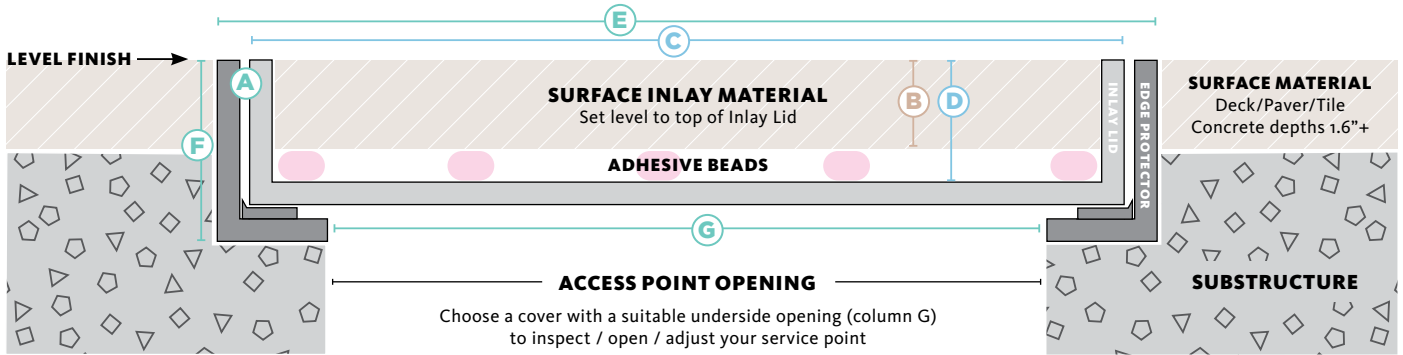 E
C
LEVEL FINISH
A
SURFACE INLAY MATERIAL
Set level to top of Inlay Lid
B
D
INLAY LID
EDGE PROTECTOR
SURFACE MATERIAL
Deck/Paver/Tile
Concrete depths 1.6”+
F
ADHESIVE BEADS
G
ACCESS POINT OPENING
Choose a cover with a suitable underside opening (column G)
to inspect / open / adjust your service point
SUBSTRUCTURE